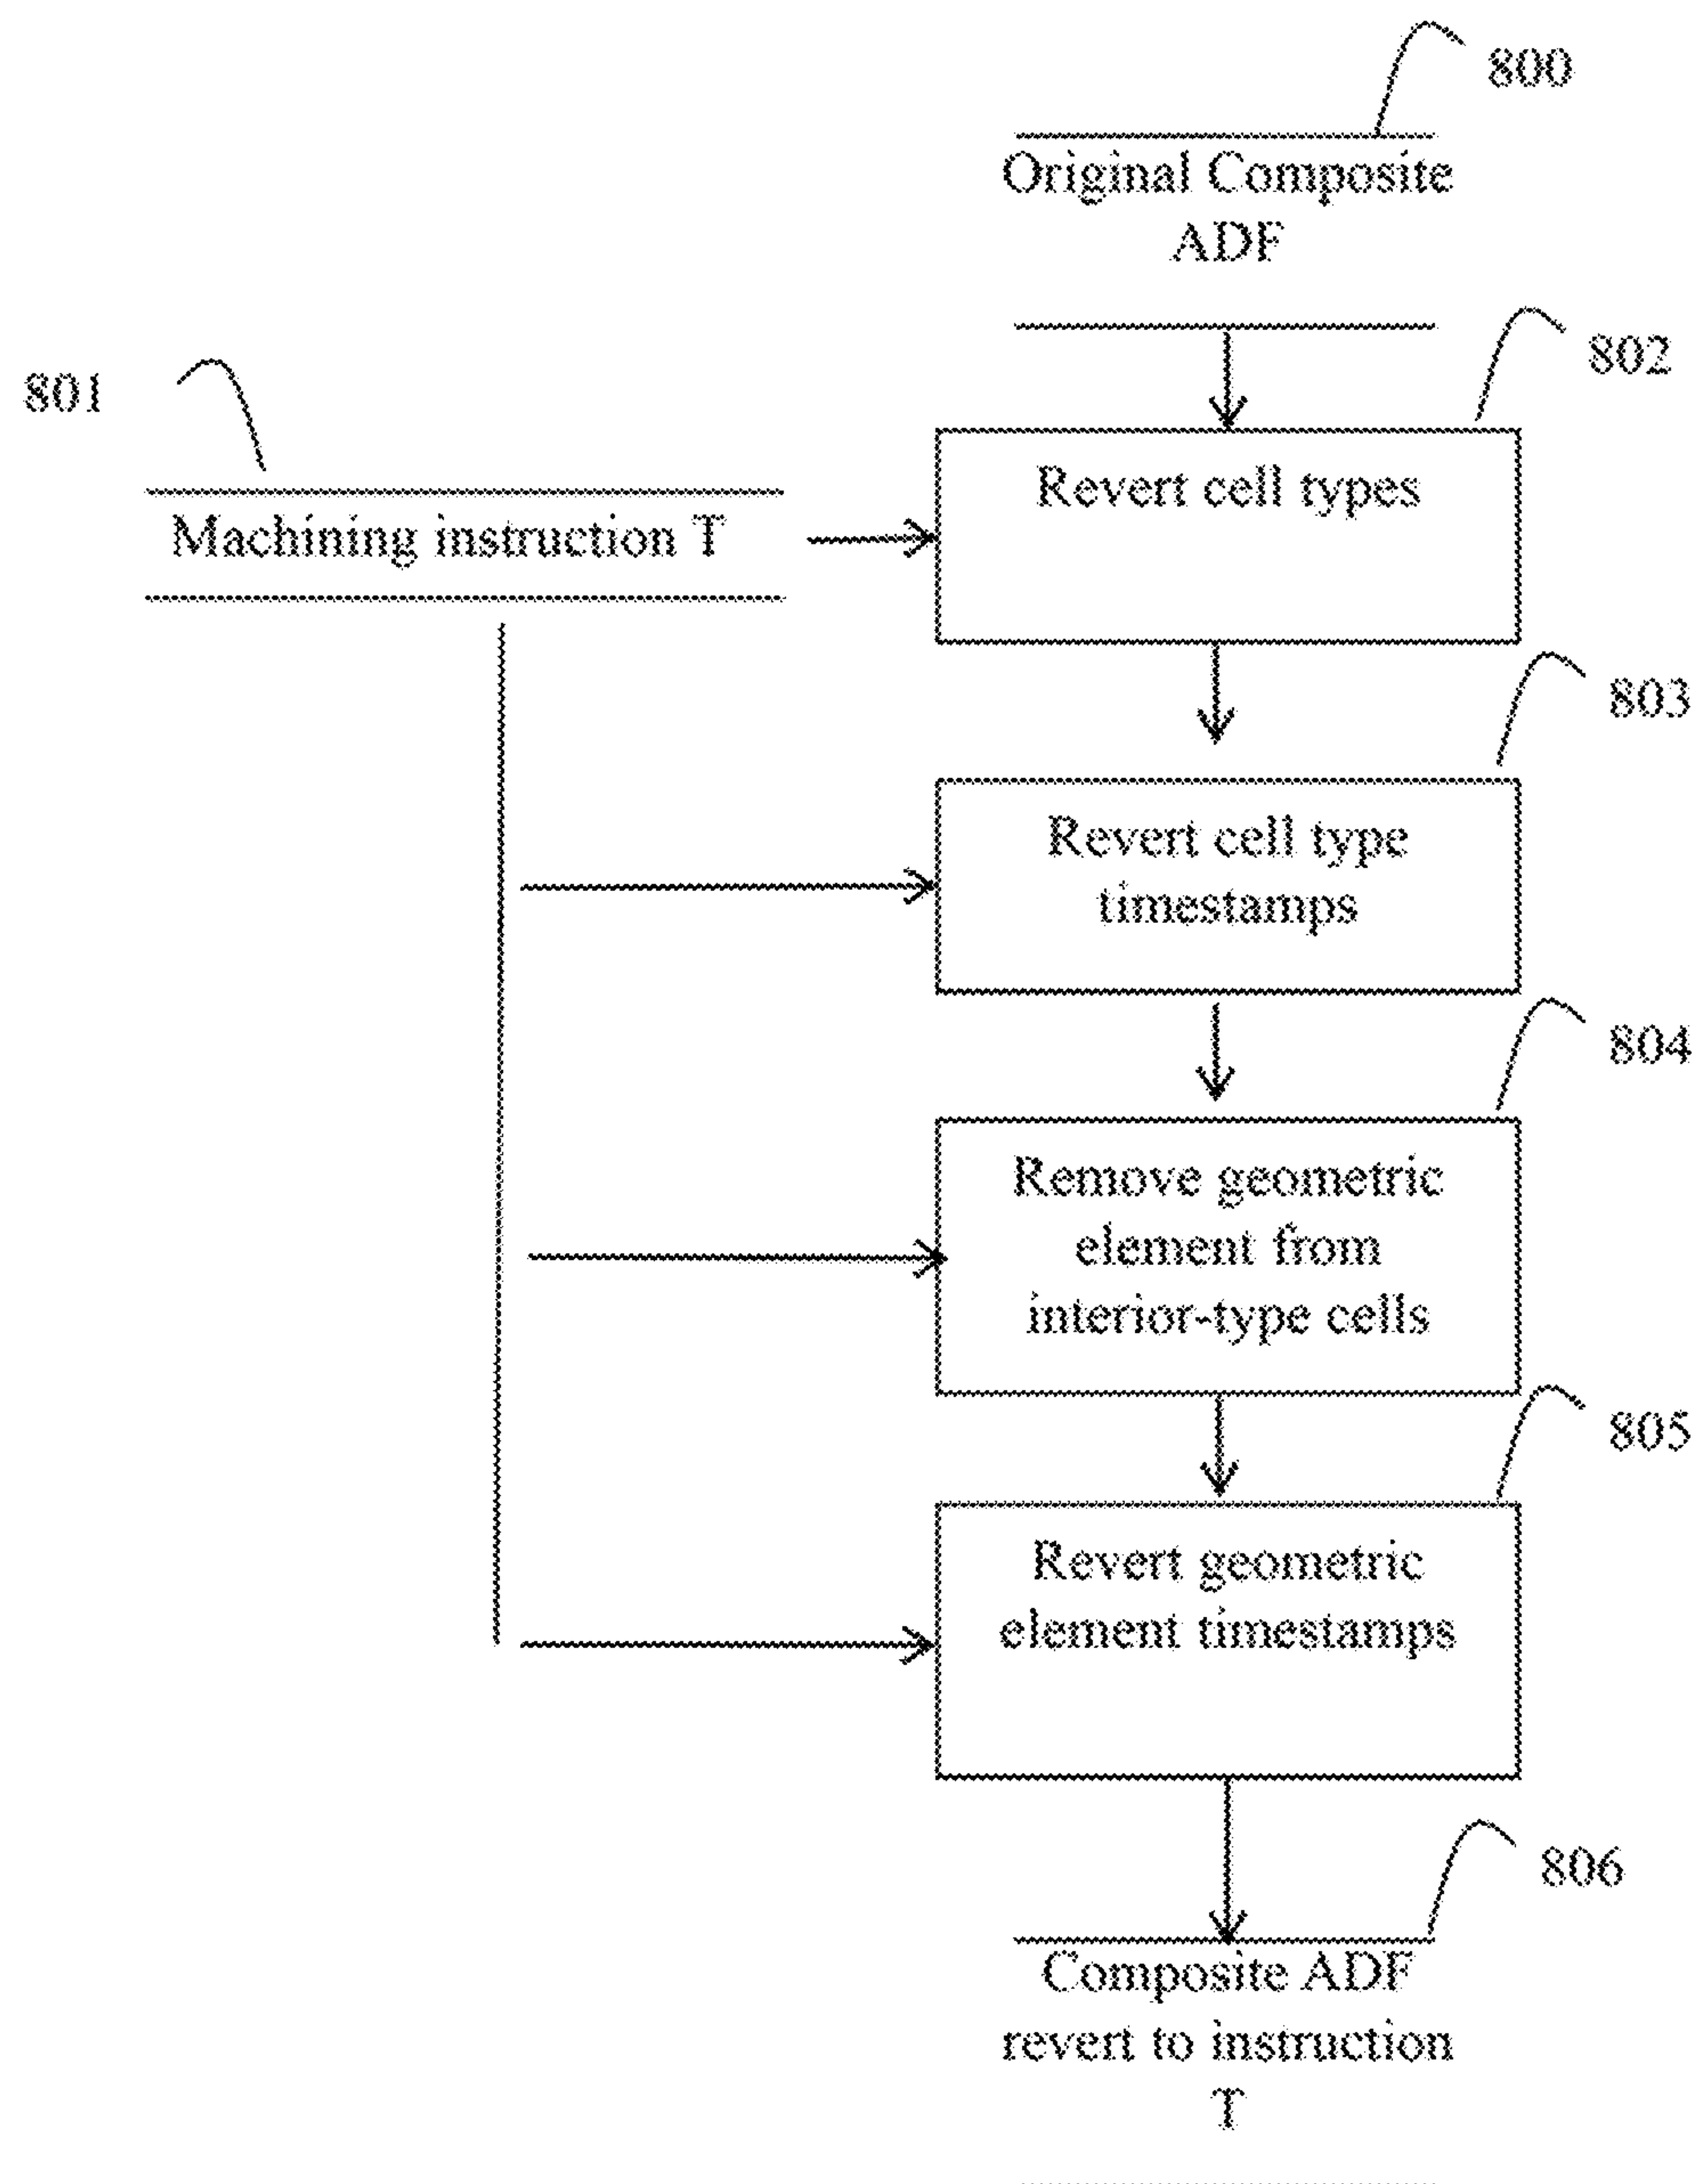 800
Original Composite
ADF
802
801
Revert cell types
Machining instruction T
803
Revert cell type
timestamps
804
Remove geometric
element from
interior-type cells
805
Revert geometric
element timestamps
806
Composite ADF
revert to instruction
T